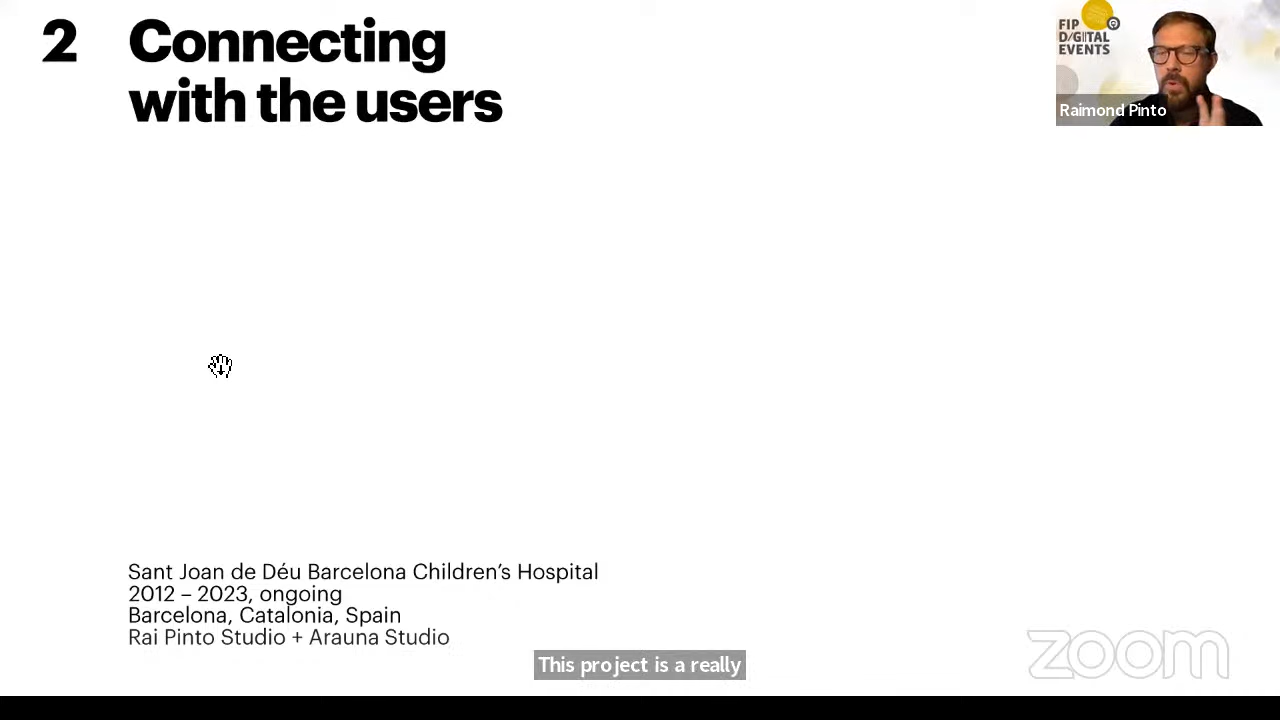 2 Connecting
with the users
FIP
D/GITAL
EVENTS
Raimond Pinto
Sant Joan de Déu Barcelona Children's Hospital
2012 – 2023, ongoing
Barcelona, Catalonia, Spain
Rai Pinto Studio + Arauna Studio
This project is a really
zoom